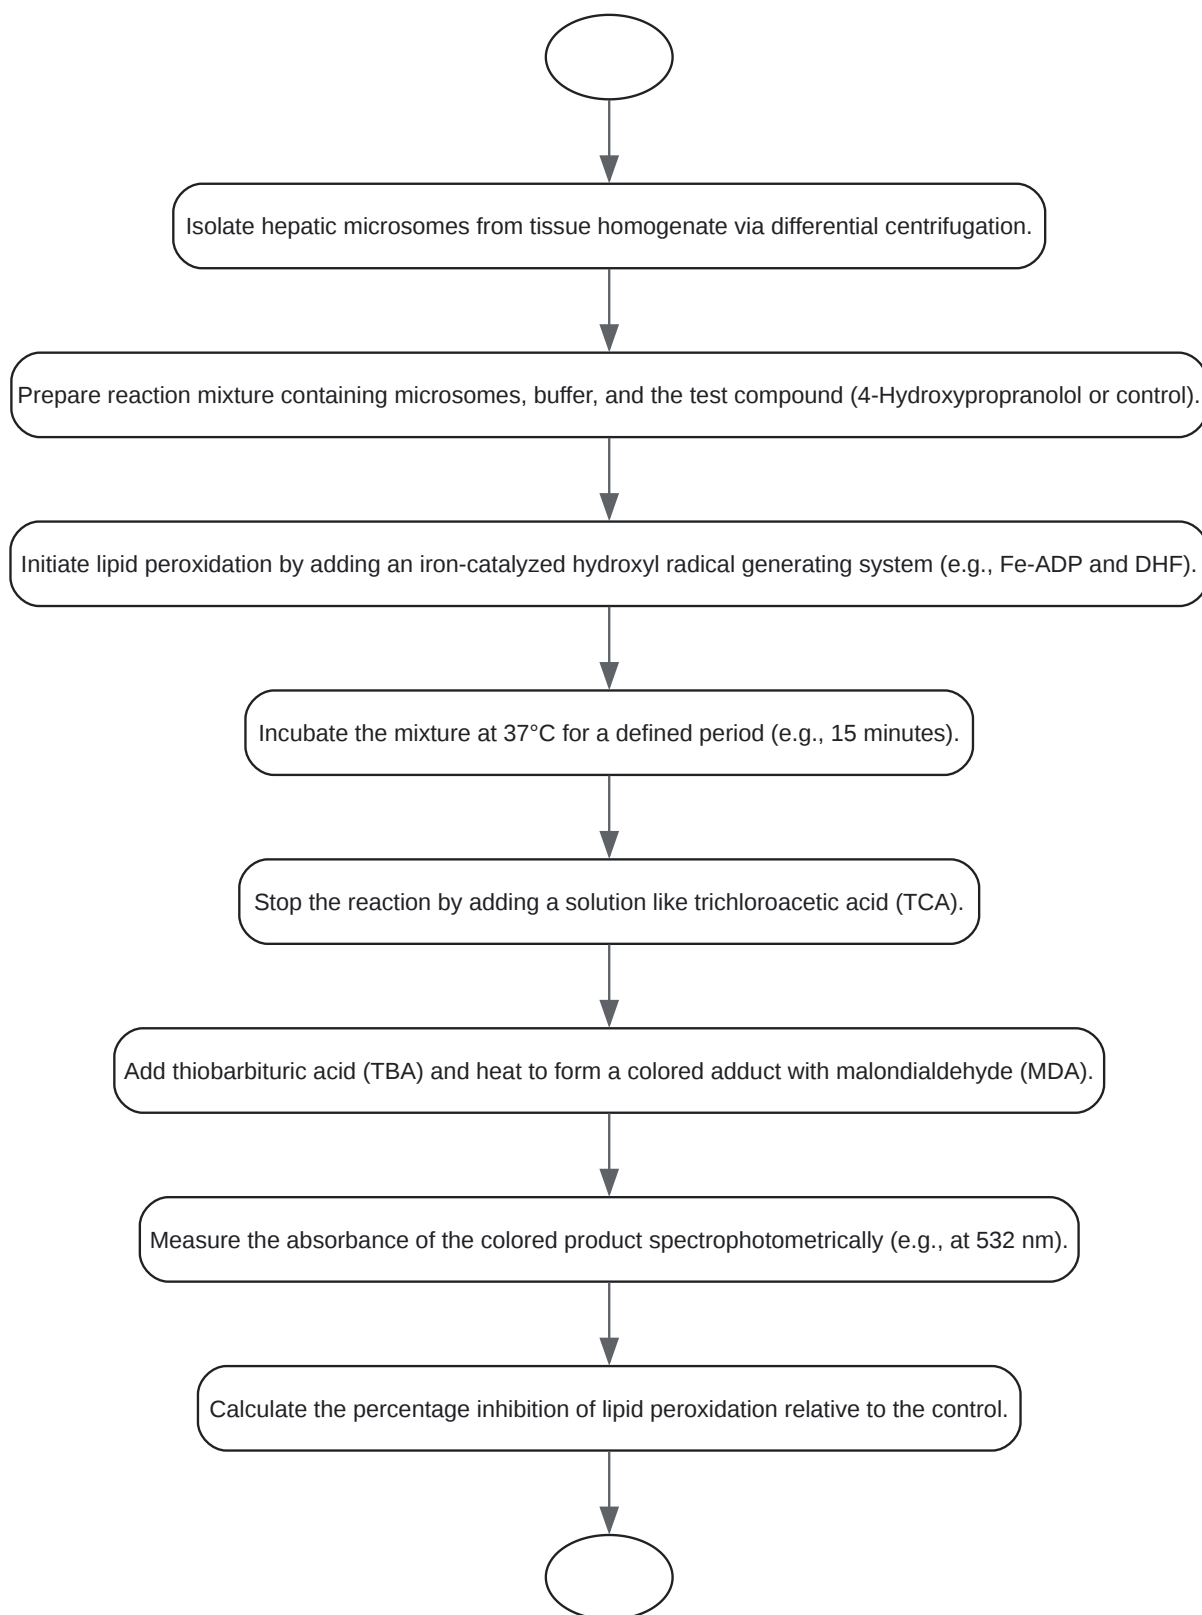 Isolate hepatic microsomes from tissue homogenate via differential centrifugation.
Prepare reaction mixture containing microsomes, buffer, and the test compound (4-Hydroxypropranolol or control).
Initiate lipid peroxidation by adding an iron-catalyzed hydroxyl radical generating system (e.g., Fe-ADP and DHF).
Incubate the mixture at 37°C for a defined period (e.g., 15 minutes).
Stop the reaction by adding a solution like trichloroacetic acid (TCA).
Add thiobarbituric acid (TBA) and heat to form a colored adduct with malondialdehyde (MDA).
Measure the absorbance of the colored product spectrophotometrically (e.g., at 532 nm).
Calculate the percentage inhibition of lipid peroxidation relative to the control.